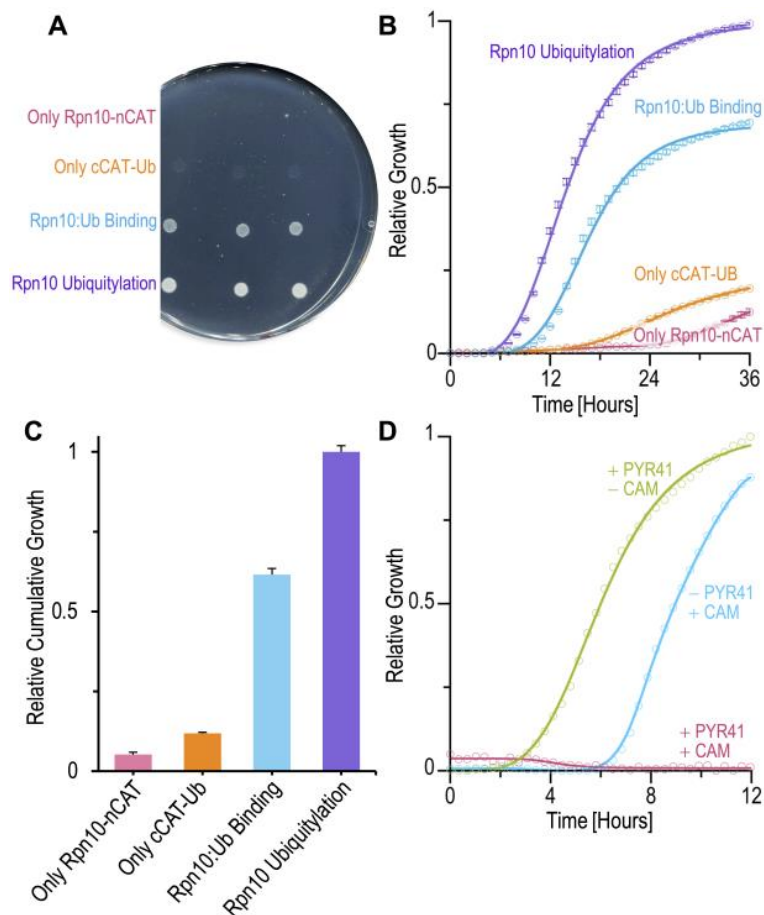 A
Only Rpn10-nCAT
Only cCAT-Ub
Rpn10:Ub Binding
Rpn10 Ubiquitylation
B
Relative Growth
1
0.5
0
Rpn10 Ubiquitylation
Rpn10:Ub Binding
Only cCAT-UB
Only Rpn10-nCAT
0
12
24
36
Time [Hours]
C
Relative Cumulative Growth
1
0.5
0
Only Rpn10-nCAT
Only cCAT-Ub
Rpn10:Ub Binding
Rpn10 Ubiquitylation
D
Relative Growth
1
0.5
0
+ PYR41
− CAM
− PYR41
+ CAM
+ PYR41
+ CAM
0
4
8
12
Time [Hours]